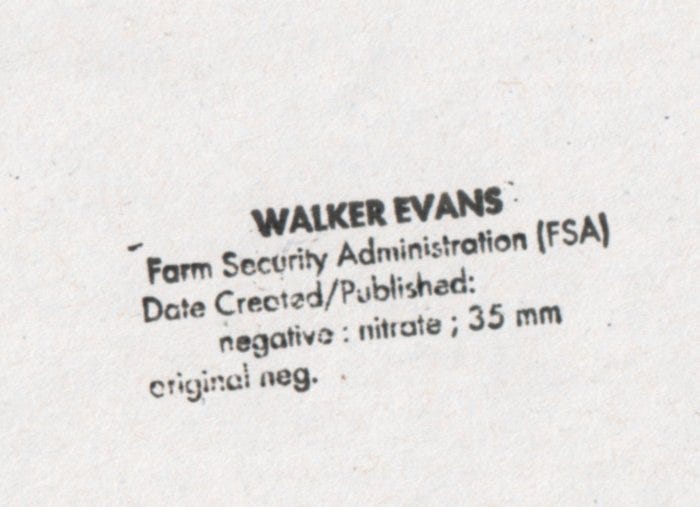 WALKER EVANS
Farm Security Administration (FSA)
Date Created/Published:
negative : nitrate ; 35 mm
original neg.